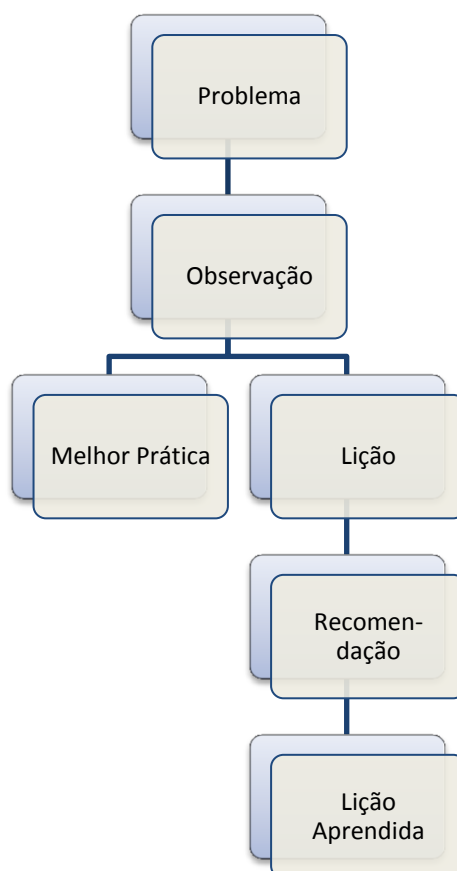 Problema
Observação
Melhor Prática
Lição
Recomen-
dação
Lição
Aprendida